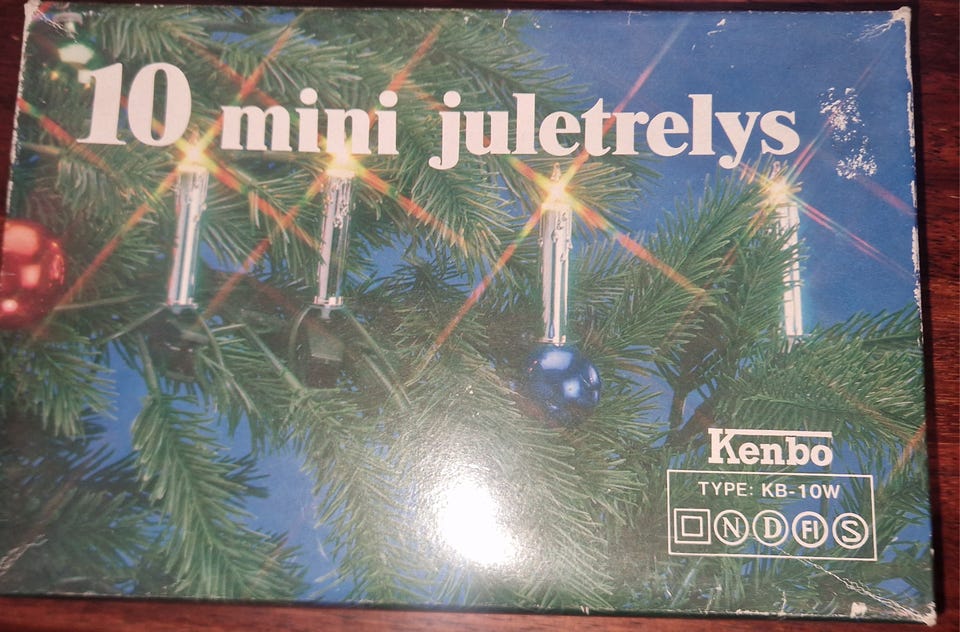 10 mini juletrelys
Kenbo
TYPE: KB-10W
N D FI S